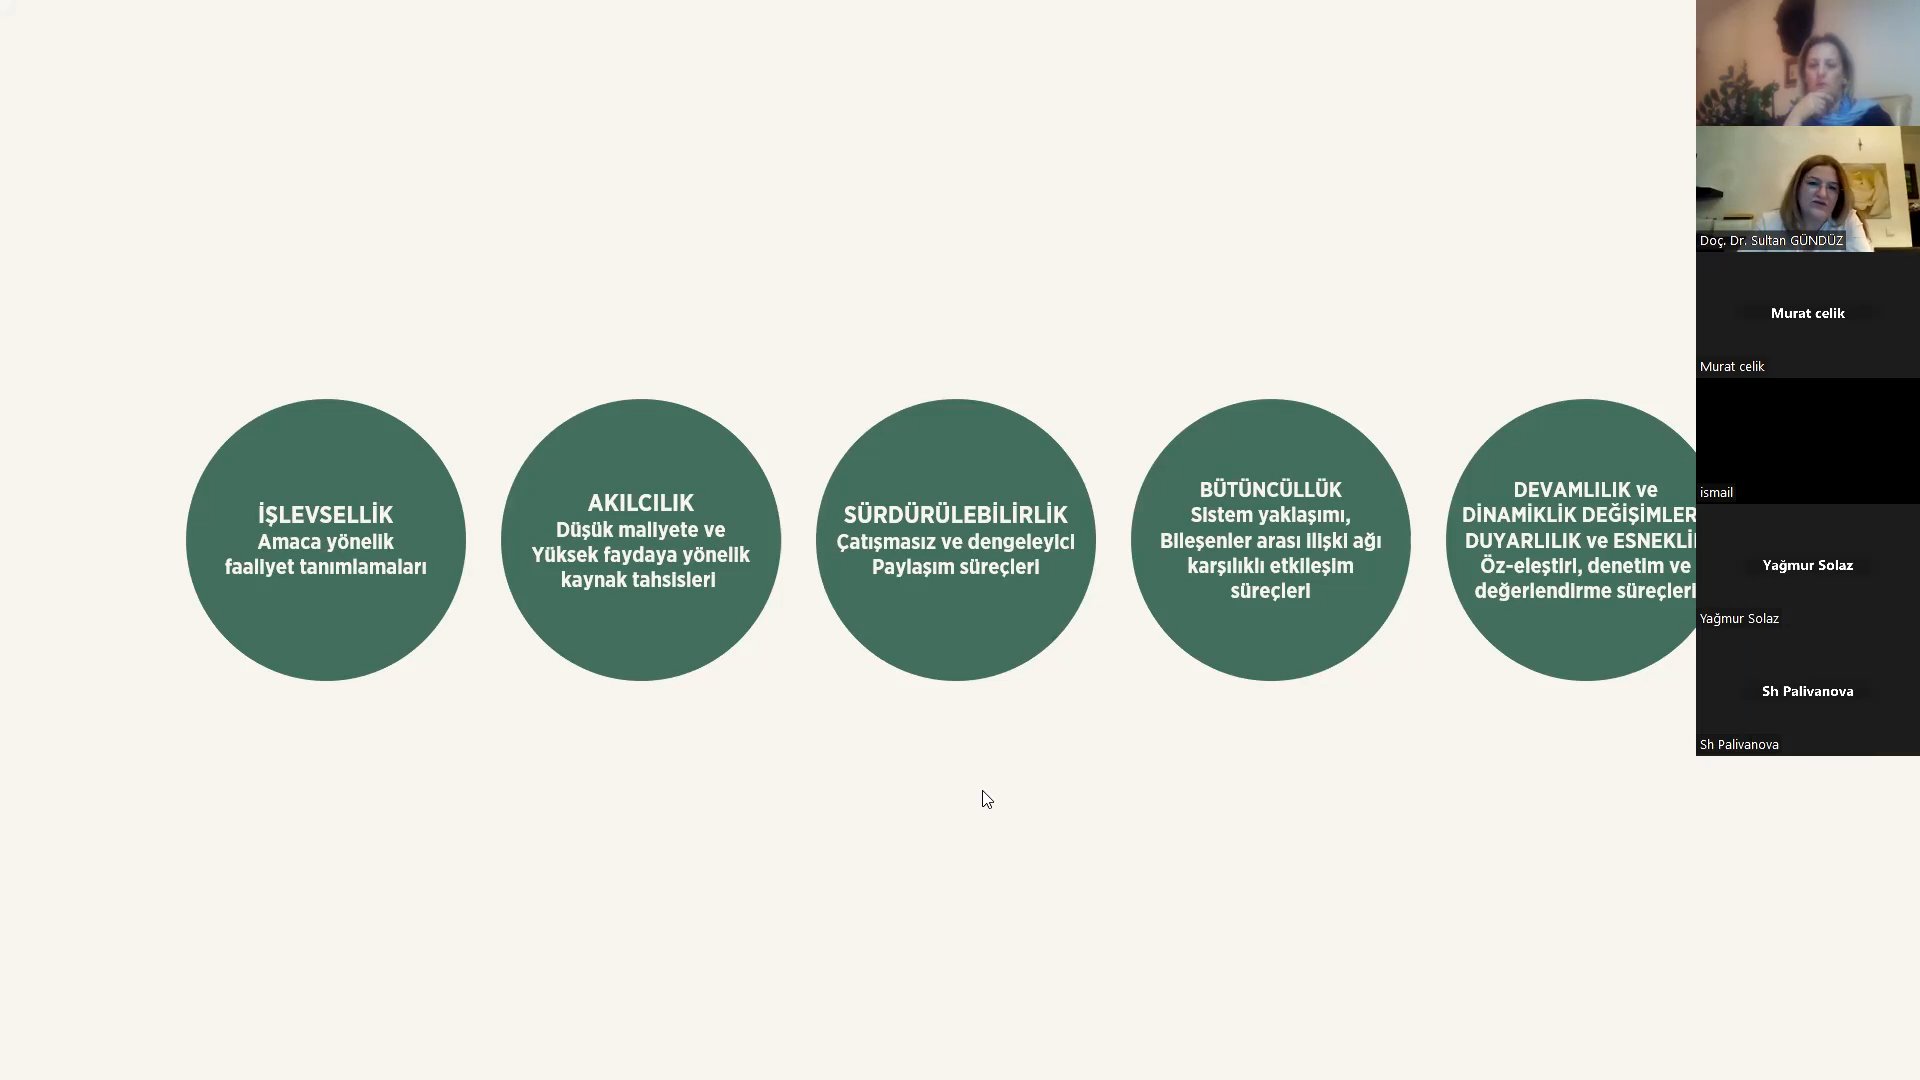 İŞLEVSELLİK
Amaca yönelik
faaliyet tanımlamaları
AKILCILIK
Düşük maliyete ve
Yüksek faydaya yönelik
kaynak tahsisleri
SÜRDÜRÜLEBİLİRLİK
Çatışmasız ve dengeleyici
Paylaşım süreçleri
BÜTÜNCÜLLÜK
Sistem yaklaşımı,
Bileşenler arası ilişki ağı
karşılıklı etkileşim
süreçleri
DEVAMLILIK ve
DİNAMİKLİK DEĞİŞİMLER
DUYARLILIK ve
Öz-eleştiri, denetim ve
değerlendirme süreçleri
Doç. Dr. Sultan GÜNDÜZ
Murat celik
Murat celik
ismail
Yağmur Solaz
Yağmur Solaz
Sh Palivanova
Sh Palivanova